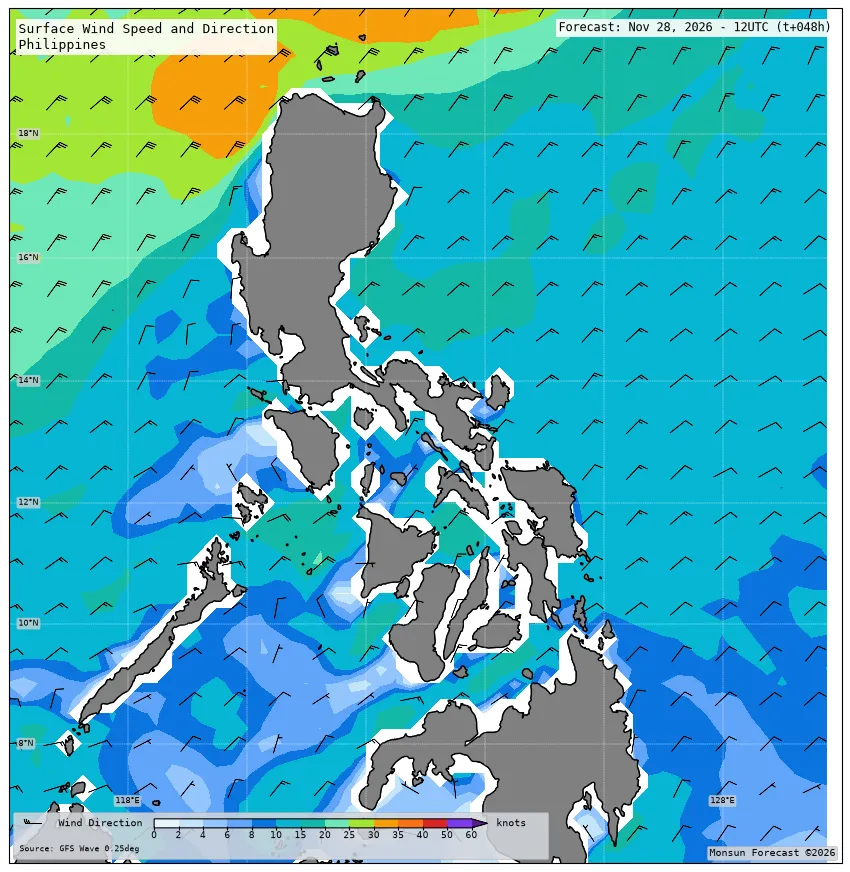 Surface Wind Speed and Direction
Philippines
Forecast: Nov 28, 2026 - 12UTC (t+048h)
18°N
16°N
14°N
12°N
10°N
8°N
118°E
128°E
Wind Direction
0 2 4 6 8 10 15 20 25 30 35 40 50 60
knots
Source: GFS Wave 0.25deg
Monsun Forecast ©2026